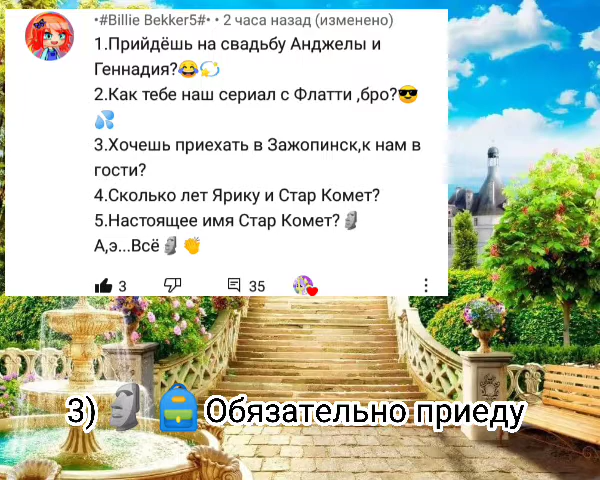 •#Billie Bekker5#• • 2 часа назад (изменено)
1.Прийдёшь на свадьбу Анджелы и
Геннадия?😂💫
2.Как тебе наш сериал с Флатти ,бро?😎
💦
3.Хочешь приехать в Зажопинск,к нам в
гости?
4.Сколько лет Ярику и Стар Комет?
5.Настоящее имя Стар Комет?🗿
А,э...Всё🗿👏
3 35
3) 🗿 🎒 Обязательно приеду